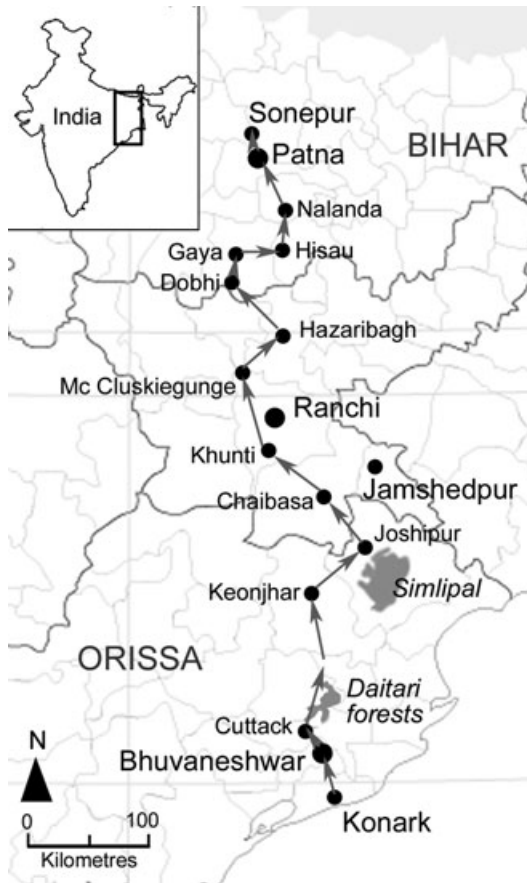 India
Sonepur
Patna
BIHAR
Nalanda
Gaya
Hisau
Dobhi
Hazaribagh
Mc Cluskiegunge
Ranchi
Khunti
Jamshedpur
Chaibasa
Joshipur
Simlipal
Keonjhar
ORISSA
Daitari
forests
Cuttack
Bhuvaneshwar
N
Konark
0 100
Kilometres